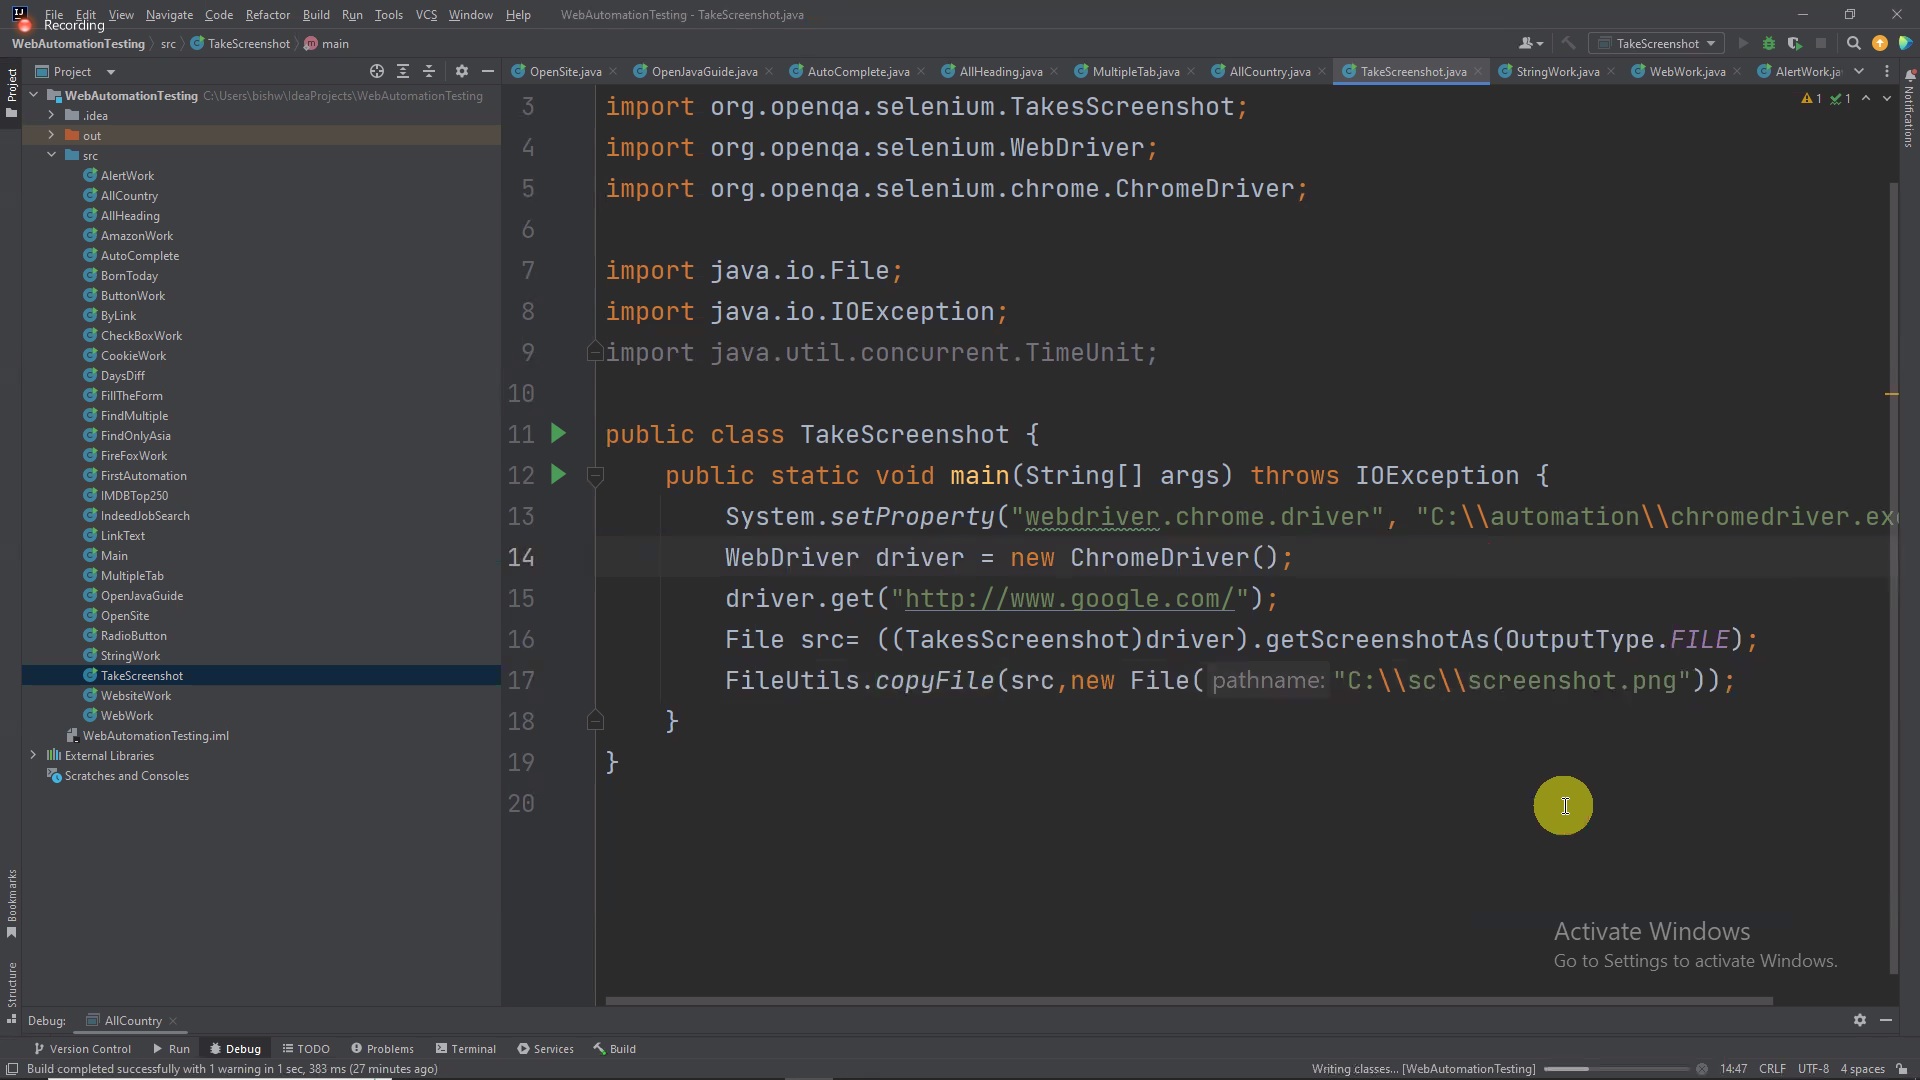 File Edit View Navigate Code Refactor Build Run Tools VCS Window Help WebAutomationTesting - TakeScreenshot.java
Recording
WebAutomationTesting src TakeScreenshot main TakeScreenshot
Project
OpenSite.java OpenJavaGuide.java AutoComplete.java AllHeading.java MultipleTab.java AllCountry.java TakeScreenshot.java StringWork.java WebWork.java AlertWork.ja
Project
WebAutomationTesting C:\Users\bishw\IdeaProjects\WebAutomationTesting
.idea
out
src
AlertWork
AllCountry
AllHeading
AmazonWork
AutoComplete
BornToday
ButtonWork
ByLink
CheckBoxWork
CookieWork
DaysDiff
FillTheForm
FindMultiple
FindOnlyAsia
FireFoxWork
FirstAutomation
IMDBTop250
IndeedJobSearch
LinkText
Main
MultipleTab
OpenJavaGuide
OpenSite
RadioButton
StringWork
TakeScreenshot
WebsiteWork
WebWork
WebAutomationTesting.iml
External Libraries
Scratches and Consoles
Bookmarks
Structure
1 1
Notifications
3 import org.openqa.selenium.TakesScreenshot;
4 import org.openqa.selenium.WebDriver;
5 import org.openqa.selenium.chrome.ChromeDriver;
6
7 import java.io.File;
8 import java.io.IOException;
9 import java.util.concurrent.TimeUnit;
10
11 public class TakeScreenshot {
12 public static void main(String[] args) throws IOException {
13 System.setProperty("webdriver.chrome.driver", "C:\\automation\\chromedriver.exe
14 WebDriver driver = new ChromeDriver();
15 driver.get("http://www.google.com/");
16 File src= ((TakesScreenshot)driver).getScreenshotAs(OutputType.FILE);
17 FileUtils.copyFile(src,new File( pathname: "C:\\sc\\screenshot.png"));
18 }
19 }
20
Activate Windows
Go to Settings to activate Windows.
Debug: AllCountry
Version Control Run Debug TODO Problems Terminal Services Build
Build completed successfully with 1 warning in 1 sec, 383 ms (27 minutes ago) Writing classes... [WebAutomationTesting] 14:47 CRLF UTF-8 4 spaces